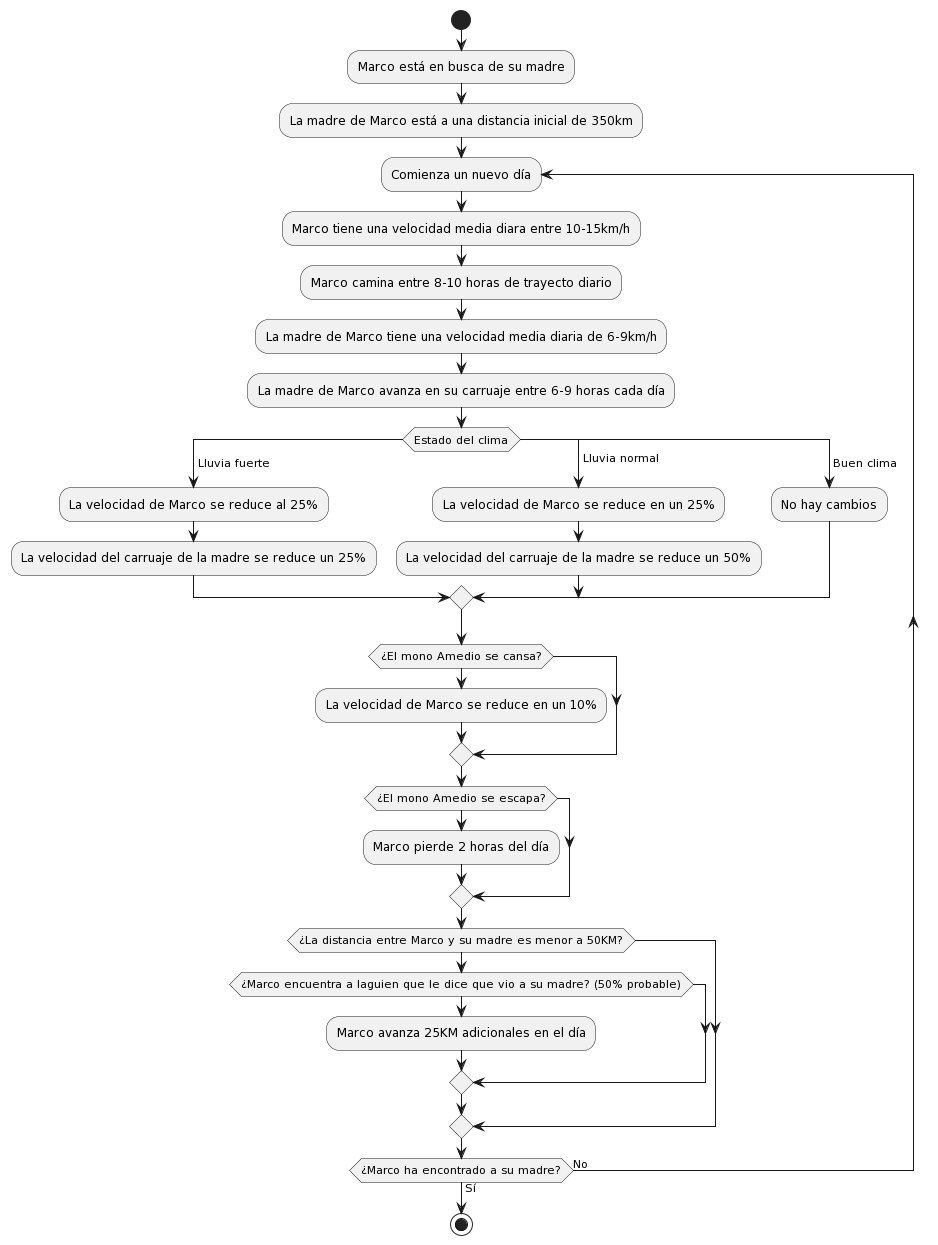 Marco está en busca de su madre
La madre de Marco está a una distancia inicial de 350km
Comienza un nuevo día
Marco tiene una velocidad media diara entre 10-15km/h
Marco camina entre 8-10 horas de trayecto diario
La madre de Marco tiene una velocidad media diaria de 6-9km/h
La madre de Marco avanza en su carruaje entre 6-9 horas cada día
Estado del clima
Lluvia fuerte
La velocidad de Marco se reduce al 25%
La velocidad del carruaje de la madre se reduce un 25%
Lluvia normal
La velocidad de Marco se reduce en un 25%
La velocidad del carruaje de la madre se reduce un 50%
Buen clima
No hay cambios
¿El mono Amedio se cansa?
La velocidad de Marco se reduce en un 10%
¿El mono Amedio se escapa?
Marco pierde 2 horas del día
¿La distancia entre Marco y su madre es menor a 50KM?
¿Marco encuentra a laguien que le dice que vio a su madre? (50% probable)
Marco avanza 25KM adicionales en el día
¿Marco ha encontrado a su madre?
No
Sí